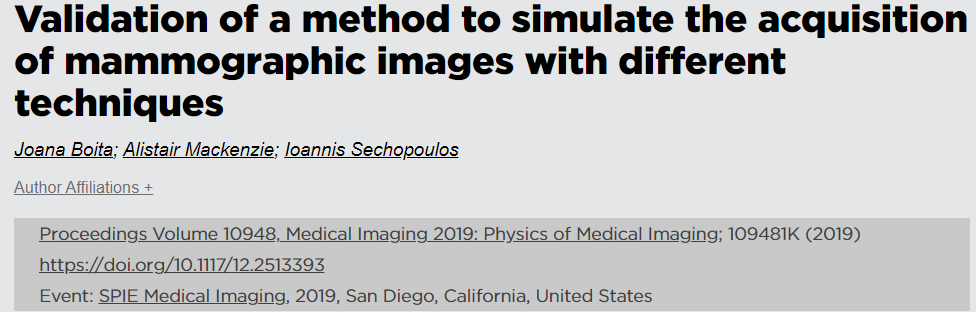 Validation of a method to simulate the acquisition
of mammographic images with different
techniques
Joana Boita; Alistair Mackenzie; Ioannis Sechopoulos
Author Affiliations +
Proceedings Volume 10948, Medical Imaging 2019: Physics of Medical Imaging; 109481K (2019)
https://doi.org/10.1117/12.2513393
Event: SPIE Medical Imaging, 2019, San Diego, California, United States